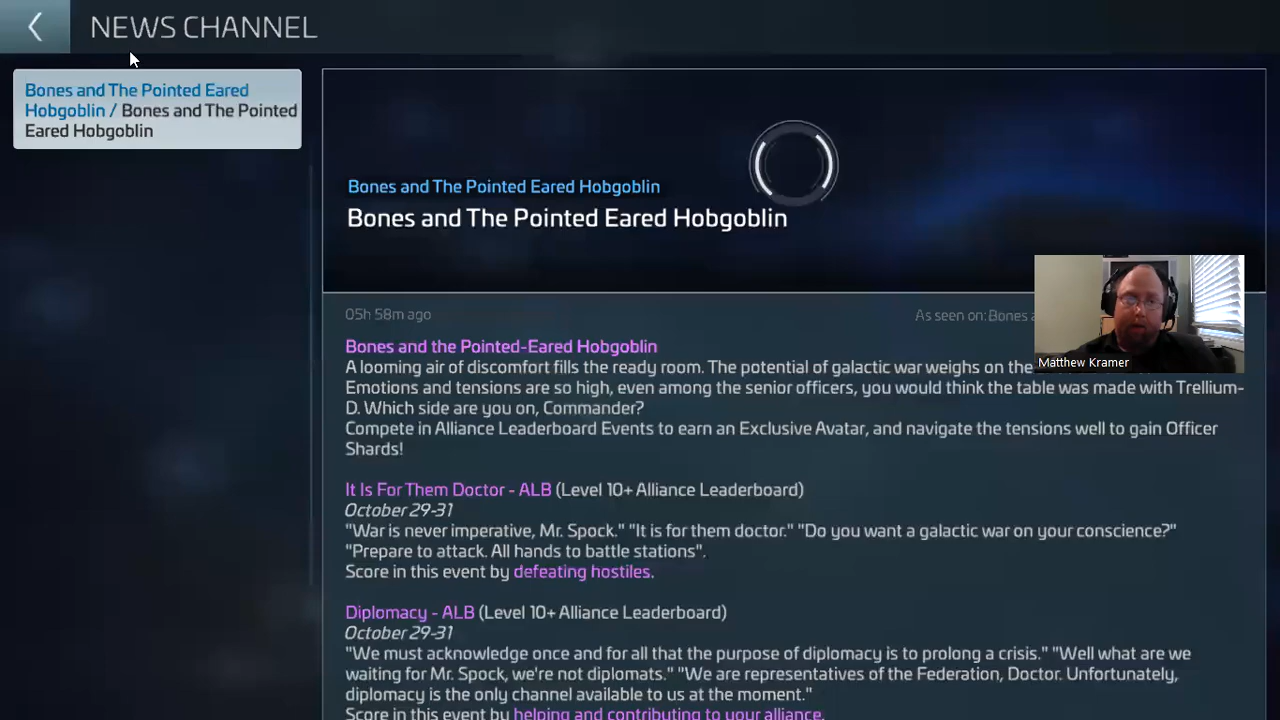 NEWS CHANNEL
Bones and The Pointed Eared
Hobgoblin / Bones and The Pointed
Eared Hobgoblin
Bones and The Pointed Eared Hobgoblin
Bones and The Pointed Eared Hobgoblin
05h 58m ago
As seen on: Bones a
Matthew Kramer
Bones and the Pointed-Eared Hobgoblin
A looming air of discomfort fills the ready room. The potential of galactic war weighs on the
Emotions and tensions are so high, even among the senior officers, you would think the table was made with Trellium-
D. Which side are you on, Commander?
Compete in Alliance Leaderboard Events to earn an Exclusive Avatar, and navigate the tensions well to gain Officer
Shards!
It Is For Them Doctor - ALB (Level 10+ Alliance Leaderboard)
October 29-31
"War is never imperative, Mr. Spock." "It is for them doctor." "Do you want a galactic war on your conscience?"
"Prepare to attack. All hands to battle stations".
Score in this event by defeating hostiles.
Diplomacy - ALB (Level 10+ Alliance Leaderboard)
October 29-31
"We must acknowledge once and for all that the purpose of diplomacy is to prolong a crisis." "Well what are we
waiting for Mr. Spock, we're not diplomats." "We are representatives of the Federation, Doctor. Unfortunately,
diplomacy is the only channel available to us at the moment."
Score in this event by helping and contributing to your alliance.